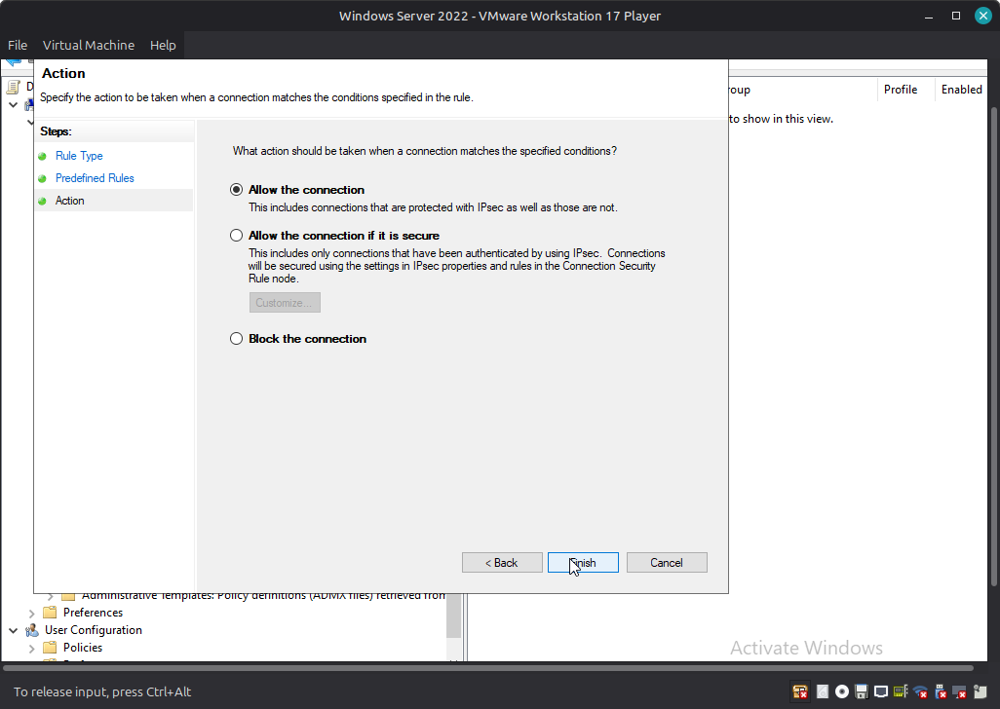 Windows Server 2022 - VMware Workstation 17 Player
File Virtual Machine Help
Action
Specify the action to be taken when a connection matches the conditions specified in the rule.
Steps:
Rule Type
Predefined Rules
Action
What action should be taken when a connection matches the specified conditions?
Allow the connection
This includes connections that are protected with IPsec as well as those are not.
Allow the connection if it is secure
This includes only connections that have been authenticated by using IPsec. Connections
will be secured using the settings in IPsec properties and rules in the Connection Security
Rule node.
Customize...
Block the connection
< Back Finish Cancel
Profile Enabled
to show in this view.
Administrative Templates: Policy definitions (ADMX files) retrieved from
Preferences
User Configuration
Policies
Activate Windows
To release input, press Ctrl+Alt